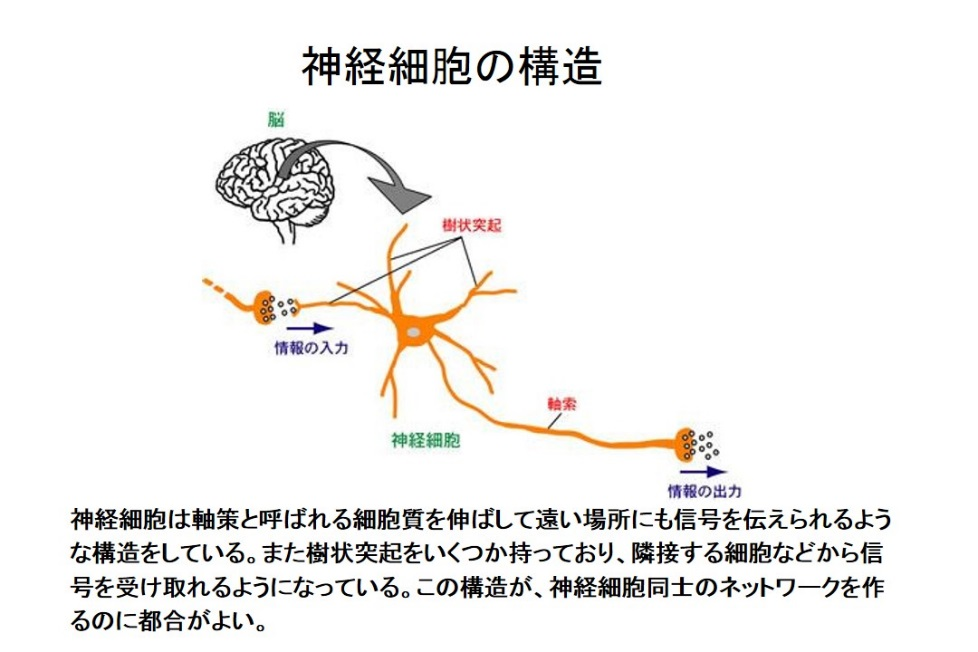 神経細胞の構造
脳
樹状突起
情報の入力
軸索
神経細胞
情報の出力
神経細胞は軸策と呼ばれる細胞質を伸ばして遠い場所にも信号を伝えられるよう
な構造をしている。また樹状突起をいくつか持っており、隣接する細胞などから信
号を受け取れるようになっている。この構造が、神経細胞同士のネットワークを作
るのに都合がよい。